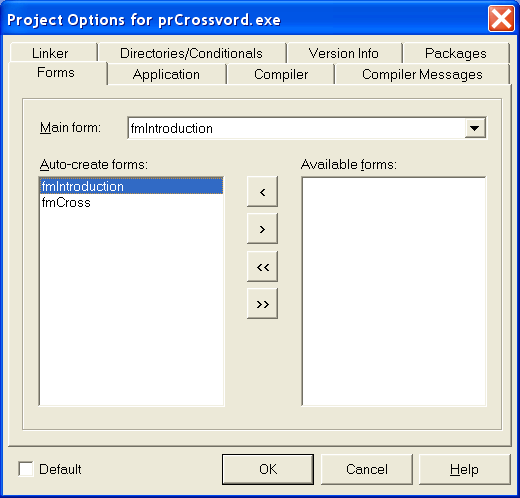 Project Options for prCrossvord.exe
Linker Directories/Conditionals Version Info Packages
Forms Application Compiler Compiler Messages
Main form: fmIntroduction
Auto-create forms: Available forms:
fmIntroduction <
fmCross
>
<<
>>
Default OK Cancel Help